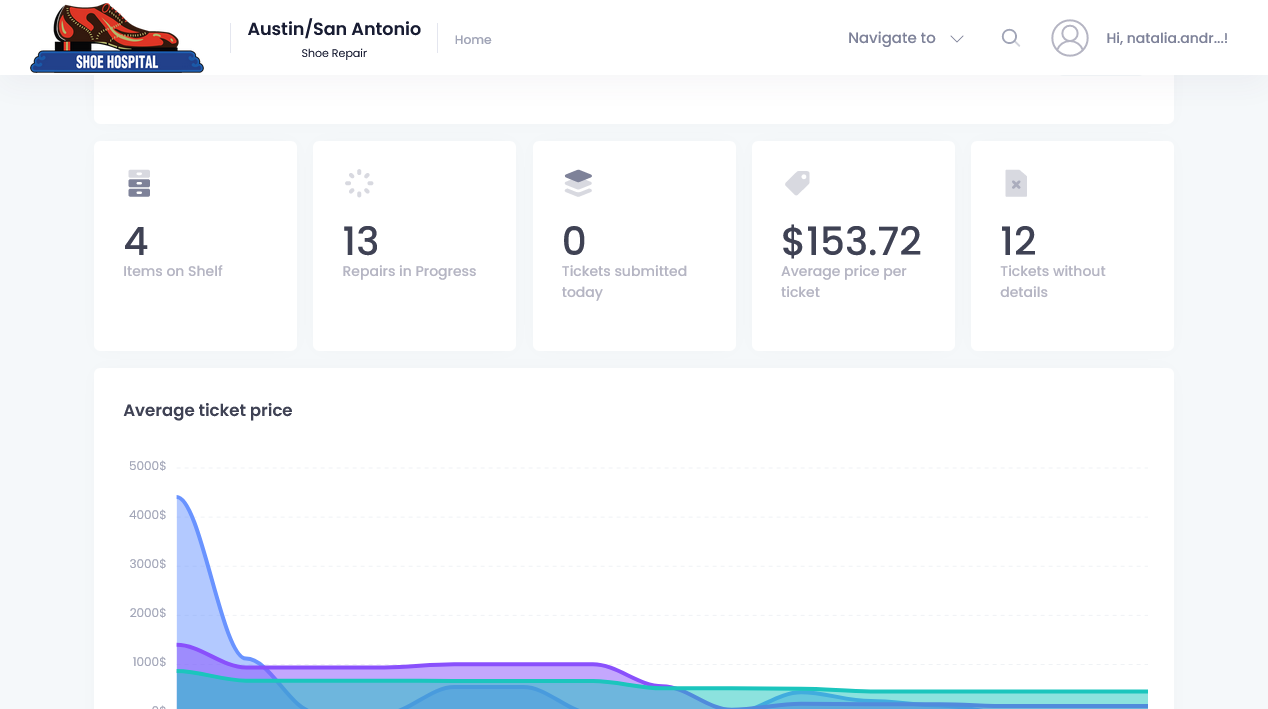 SHOE HOSPITAL
Austin/San Antonio
Shoe Repair
Home
Navigate to
Hi, natalia.andr...!
4
Items on Shelf
13
Repairs in Progress
0
Tickets submitted
today
$153.72
Average price per
ticket
12
Tickets without
details
Average ticket price
5000$
4000$
3000$
2000$
1000$
0$